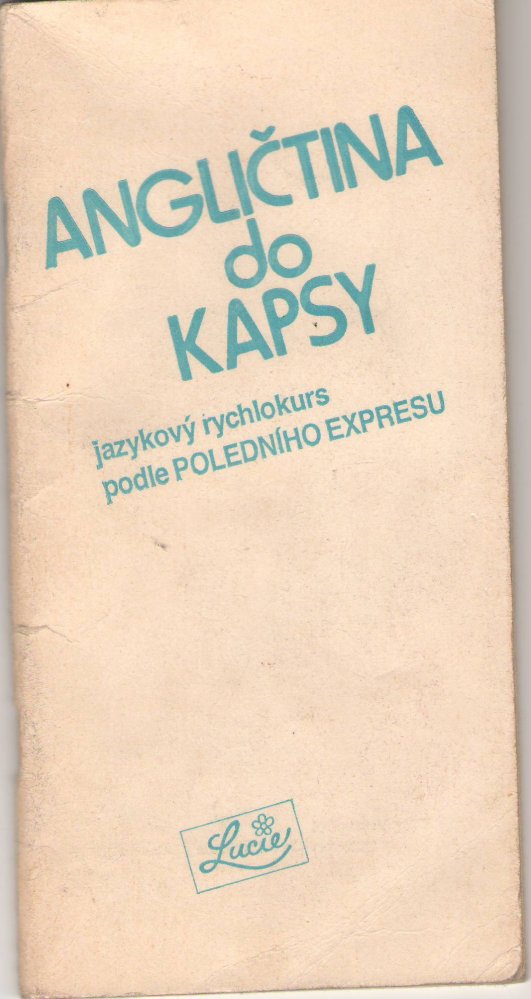 ANGLIČTINA
do
KAPSY
jazykový rychlokurs
podle POLEDNÍHO EXPRESU
Lucie